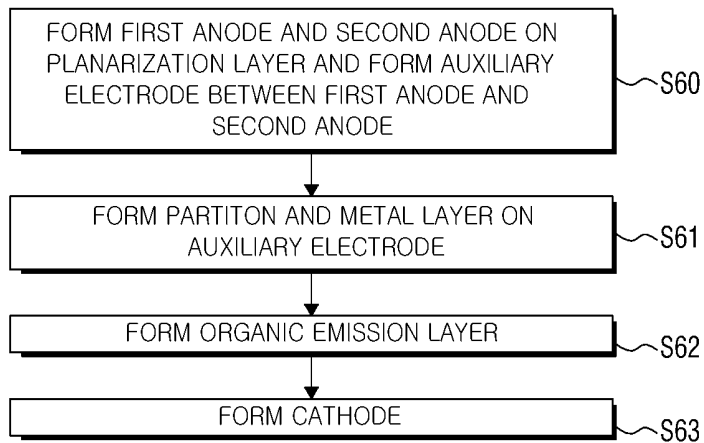 FORM FIRST ANODE AND SECOND ANODE ON
PLANARIZATION LAYER AND FORM AUXILIARY
ELECTRODE BETWEEN FIRST ANODE AND
SECOND ANODE
S60
FORM PARTITON AND METAL LAYER ON
AUXILIARY ELECTRODE
S61
FORM ORGANIC EMISSION LAYER
S62
FORM CATHODE
S63